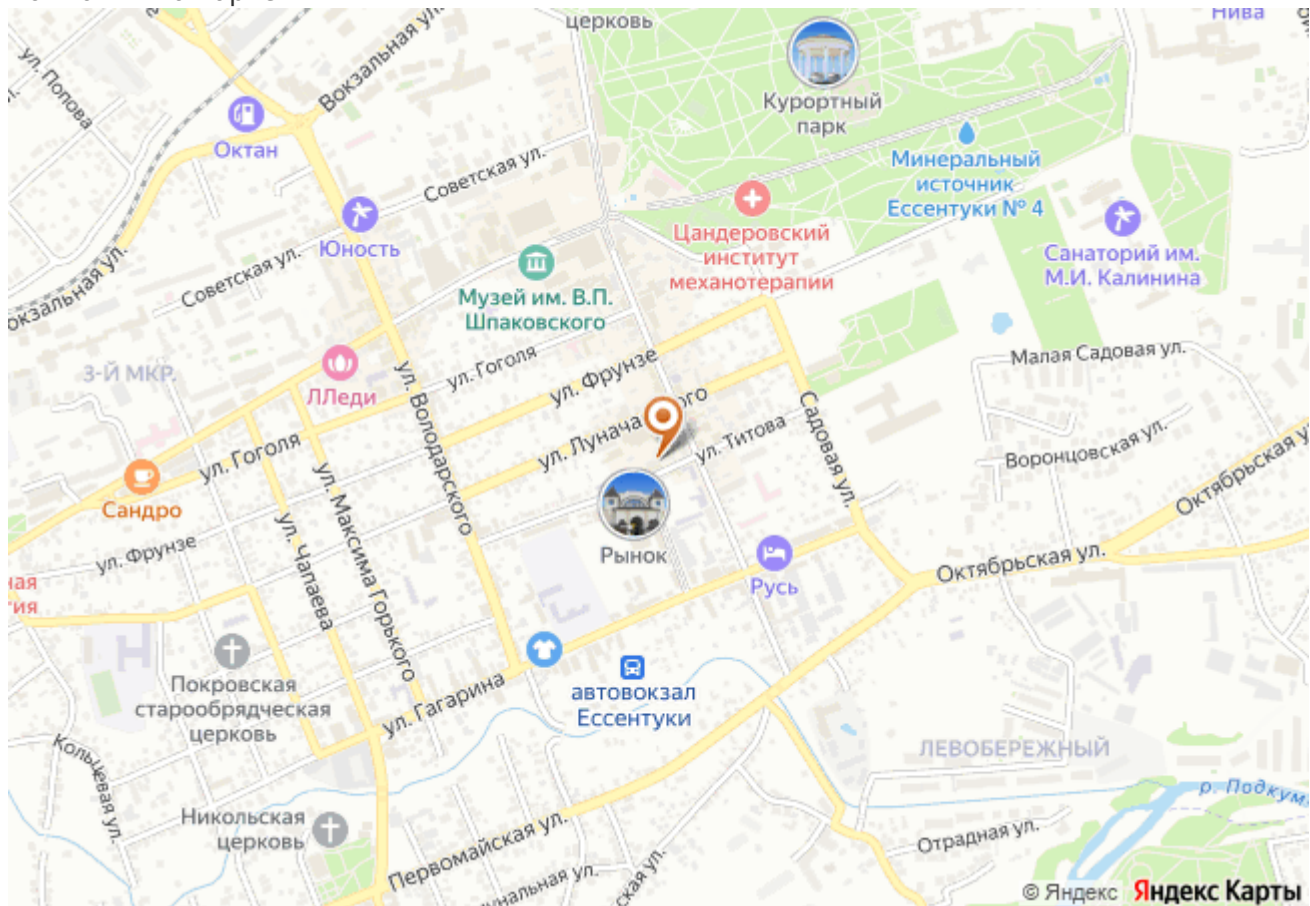 церковь
Нива
Вокзальная ул.
ул. Попова
Курортный
парк
Октан
Минеральный
источник
Ессентуки № 4
Советская ул.
Цандеровский
институт
механотерапии
Юность
Санаторий им.
М.И. Калинина
Советская ул.
Музей им. В.П.
Шпаковского
3-Й МКР.
ЛЛеди
ул. Гоголя
ул. Фрунзе
Малая Садовая ул.
ул. Володарского
ул. Титова
Садовая ул.
ул. Гоголя
Воронцовская ул.
Октябрьская
Сандро
ул. Максима Горького
ул. Чапаева
ул. Фрунзе
Рынок
Русь
Октябрьская ул.
Покровская
старообрядческая
церковь
ул. Гагарина
автовокзал
Ессентуки
ЛЕВОБЕРЕЖНЫЙ
Кольцевая ул.
Никольская
церковь
Первомайская ул.
Отрадная ул.
© Яндекс Яндекс Карты